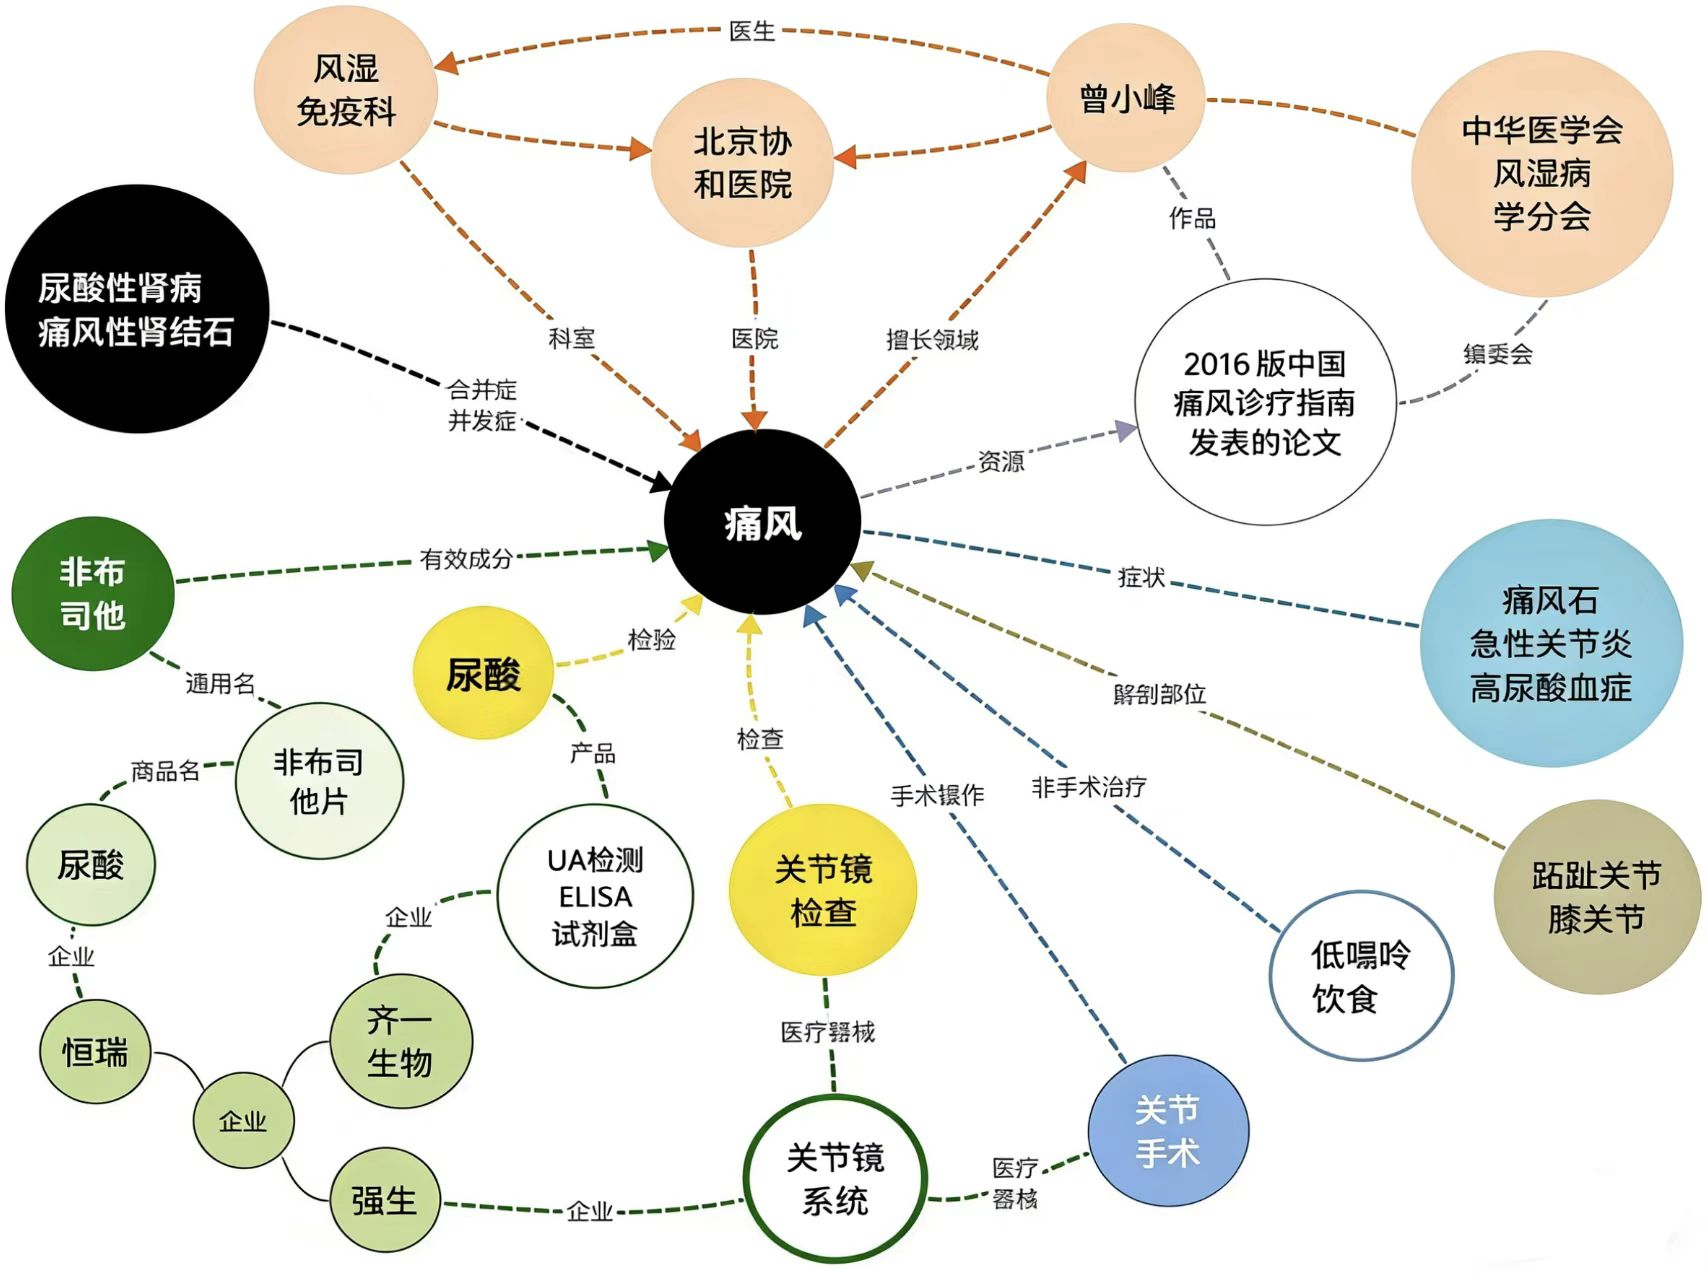 医生
风湿
免疫科
曾小峰
北京协
和医院
中华医学会
风湿病
学分会
作品
尿酸性肾病
痛风性肾结石
科室
医院
擅长领域
编委会
2016版中国
痛风诊疗指南
发表的论文
合并症
并发症
资源
痛风
非布
司他
有效成分
症状
痛风石
急性关节炎
高尿酸血症
检验
尿酸
通用名
解剖部位
非布司
他片
商品名
产品
检查
手术操作
非手术治疗
尿酸
UA检测
ELISA
试剂盒
关节镜
检查
跖趾关节
膝关节
企业
企业
低嘌呤
饮食
恒瑞
齐一
生物
医疗器械
企业
关节
手术
强生
企业
关节镜
系统
医疗
器械